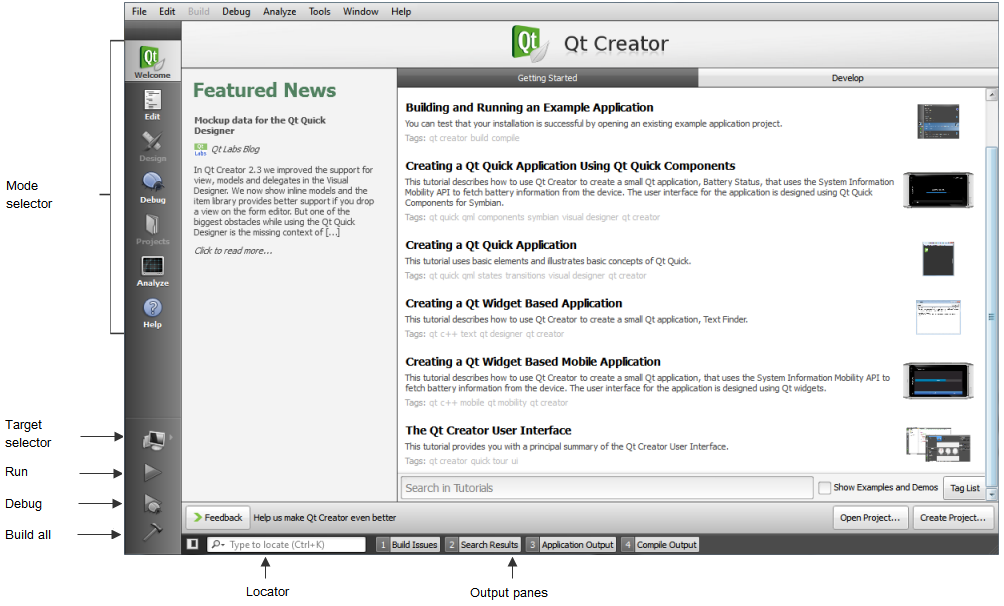 File Edit Build Debug Analyze Tools Window Help
Qt Qt Creator
Mode
selector
Qt
Welcome
Edit
Design
Debug
Projects
Analyze
Help
Target
selector
Run
Debug
Build all
Featured News
Mockup data for the Qt Quick
Designer
Qt Labs Qt Labs Blog
In Qt Creator 2.3 we improved the support for
view, models and delegates in the Visual
Designer. We now show inline models and the
item library provides better support if you drop
a view on the form editor. But one of the
biggest obstacles while using the Qt Quick
Designer is the missing context of [...]
Click to read more...
Getting Started Develop
Building and Running an Example Application
You can test that your installation is successful by opening an existing example application project.
Tags: qt creator build compile
Creating a Qt Quick Application Using Qt Quick Components
This tutorial describes how to use Qt Creator to create a small Qt application, Battery Status, that uses the System Information
Mobility API to fetch battery information from the device. The user interface for the application is designed using Qt Quick
Components for Symbian.
Tags: qt quick qml components symbian visual designer qt creator
Creating a Qt Quick Application
This tutorial uses basic elements and illustrates basic concepts of Qt Quick.
Tags: qt quick qml states transitions visual designer qt creator
Creating a Qt Widget Based Application
This tutorial describes how to use Qt Creator to create a small Qt application, Text Finder.
Tags: qt c++ text qt designer qt creator
Creating a Qt Widget Based Mobile Application
This tutorial describes how to use Qt Creator to create a small Qt application, that uses the System Information Mobility API to
fetch battery information from the device. The user interface for the application is designed using Qt widgets.
Tags: qt c++ mobile qt mobility qt creator
The Qt Creator User Interface
This tutorial provides you with a principal summary of the Qt Creator User Interface.
Tags: qt creator quick tour ui
Search in Tutorials Show Examples and Demos Tag List
Feedback Help us make Qt Creator even better Open Project... Create Project...
Type to locate (Ctrl+K) 1 Build Issues 2 Search Results 3 Application Output 4 Compile Output
Locator Output panes